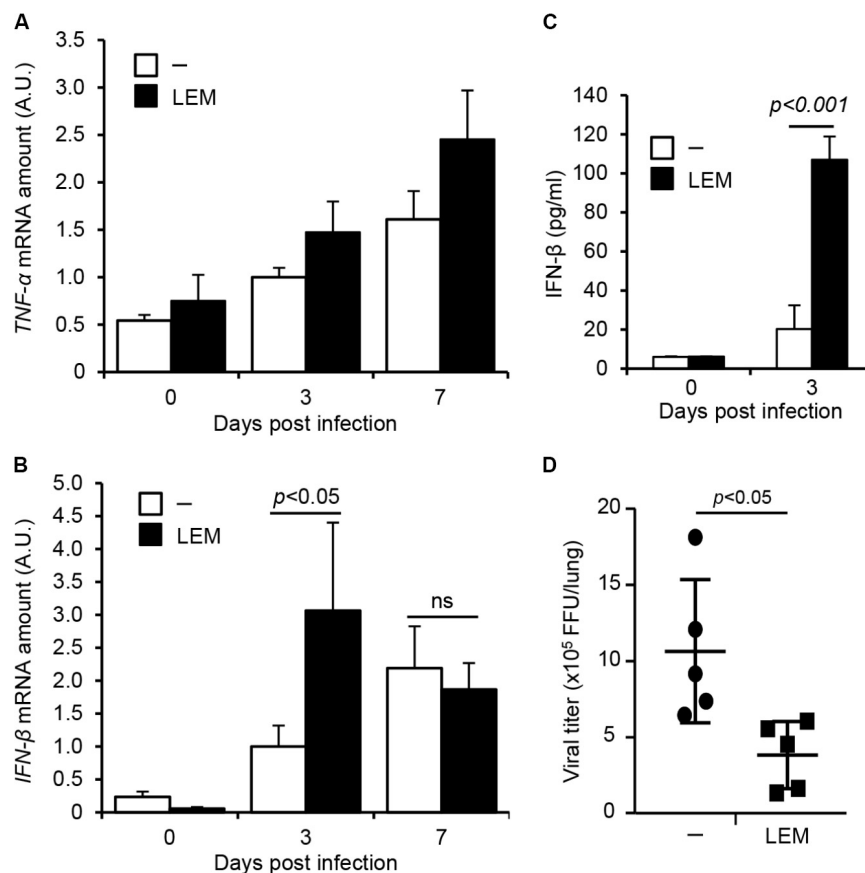 A
TNF-α mRNA amount (A.U.)
3.5
3.0
2.5
2.0
1.5
1.0
0.5
0
–
LEM
0 3 7
Days post infection
C
IFN-β (pg/ml)
140
120
100
80
60
40
20
0
–
LEM
p<0.001
0 3
Days post infection
B
IFN-β mRNA amount (A.U.)
5.0
4.5
4.0
3.5
3.0
2.5
2.0
1.5
1.0
0.5
0
–
LEM
p<0.05
ns
0 3 7
Days post infection
D
Viral titer (x10⁵ FFU/lung)
20
15
10
5
0
p<0.05
– LEM